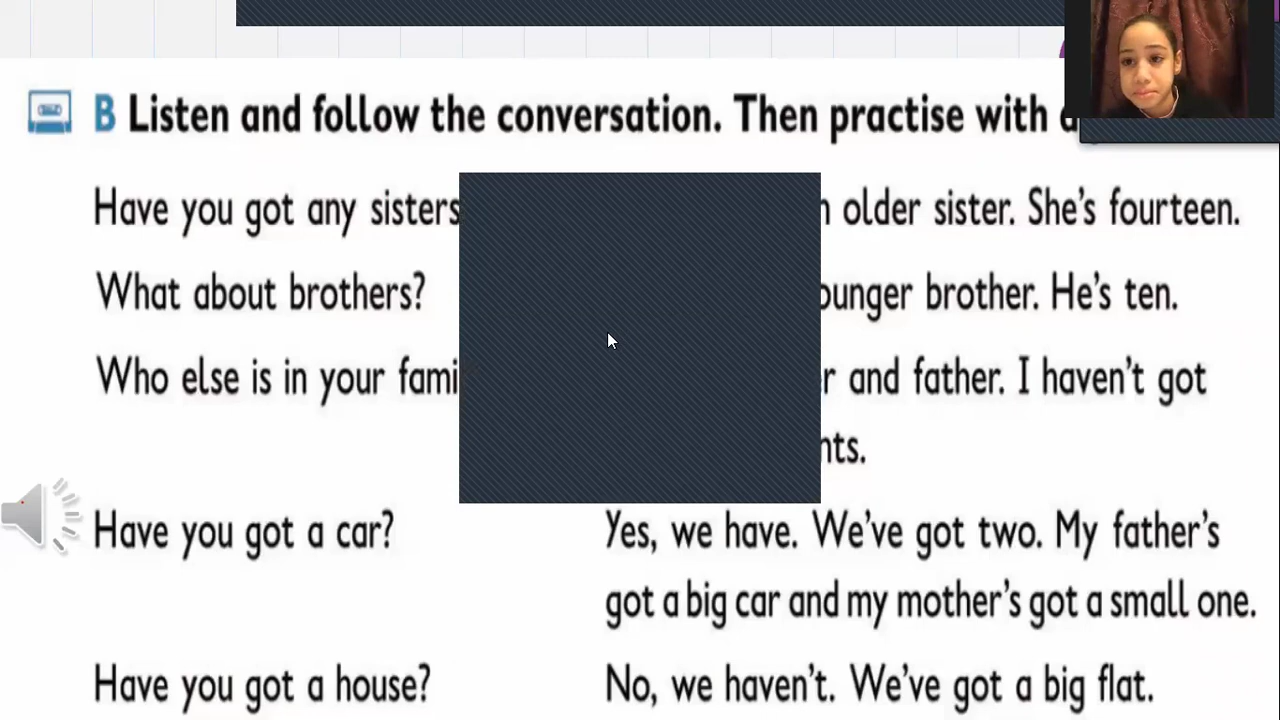 B Listen and follow the conversation. Then practise with
Have you got any sisters older sister. She's fourteen.
What about brothers? brother. He's ten.
Who else is in your and father. I haven't got
Have you got a car? Yes, we have. We've got two. My father's
got a big car and my mother's got a small one.
Have you got a house? No, we haven't. We've got a big flat.